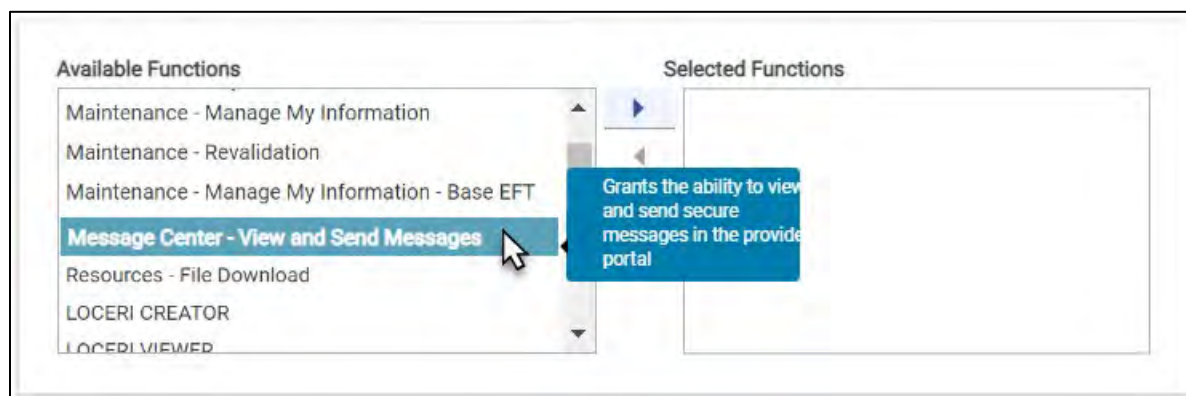 Available Functions
Selected Functions
Maintenance - Manage My Information
Maintenance - Revalidation
Maintenance - Manage My Information - Base EFT
Message Center - View and Send Messages
Resources - File Download
LOCERI CREATOR
LOCERI VIEWER
Grants the ability to view
and send secure
messages in the provide
portal